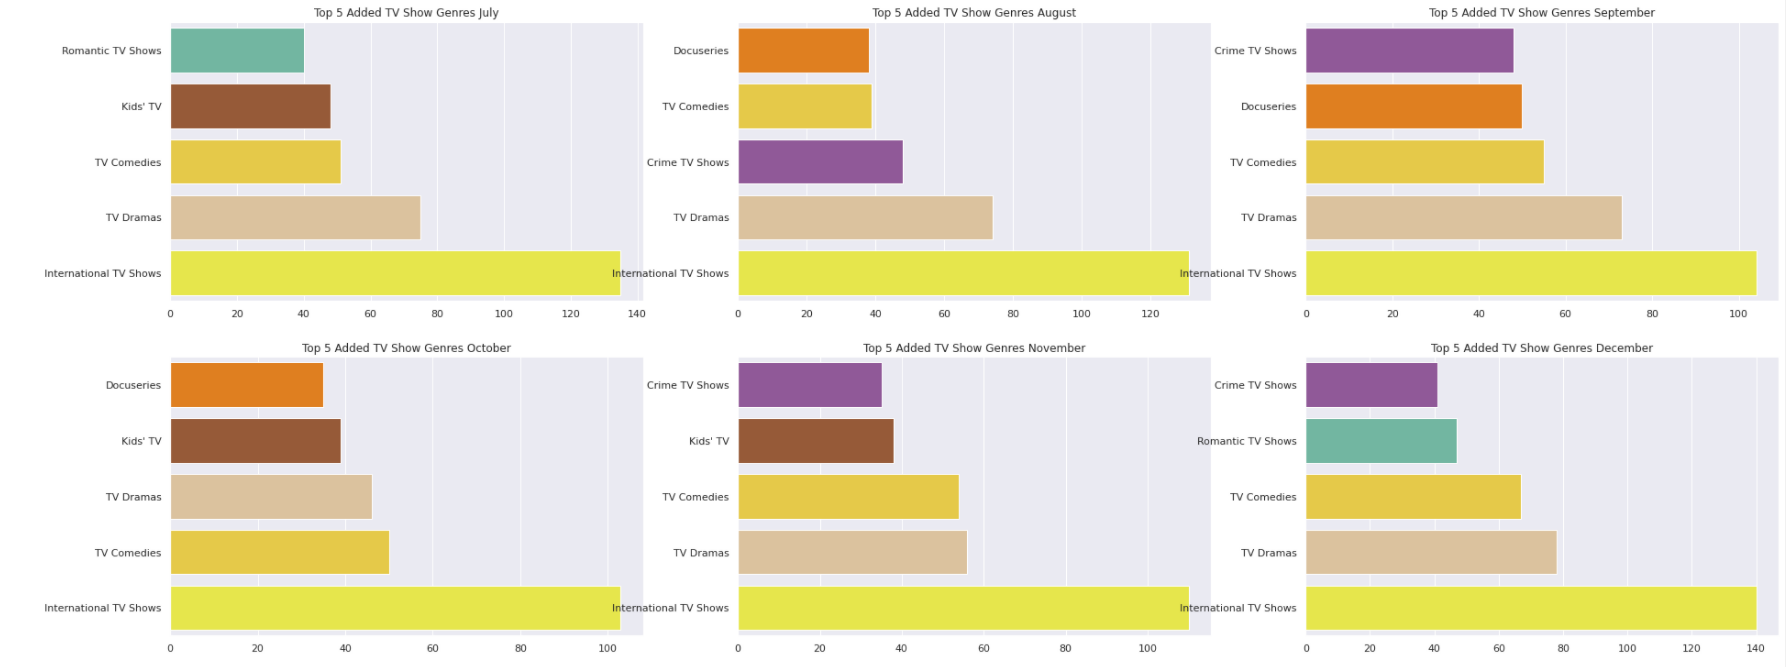 Top 5 Added TV Show Genres July
Romantic TV Shows
Kids' TV
TV Comedies
TV Dramas
International TV Shows
0 20 40 60 80 100 120 140
Top 5 Added TV Show Genres August
Docuseries
TV Comedies
Crime TV Shows
TV Dramas
International TV Shows
0 20 40 60 80 100 120
Top 5 Added TV Show Genres September
Crime TV Shows
Docuseries
TV Comedies
TV Dramas
International TV Shows
0 20 40 60 80 100
Top 5 Added TV Show Genres October
Docuseries
Kids' TV
TV Dramas
TV Comedies
International TV Shows
0 20 40 60 80 100
Top 5 Added TV Show Genres November
Crime TV Shows
Kids' TV
TV Comedies
TV Dramas
International TV Shows
0 20 40 60 80 100
Top 5 Added TV Show Genres December
Crime TV Shows
Romantic TV Shows
TV Comedies
TV Dramas
International TV Shows
0 20 40 60 80 100 120 140